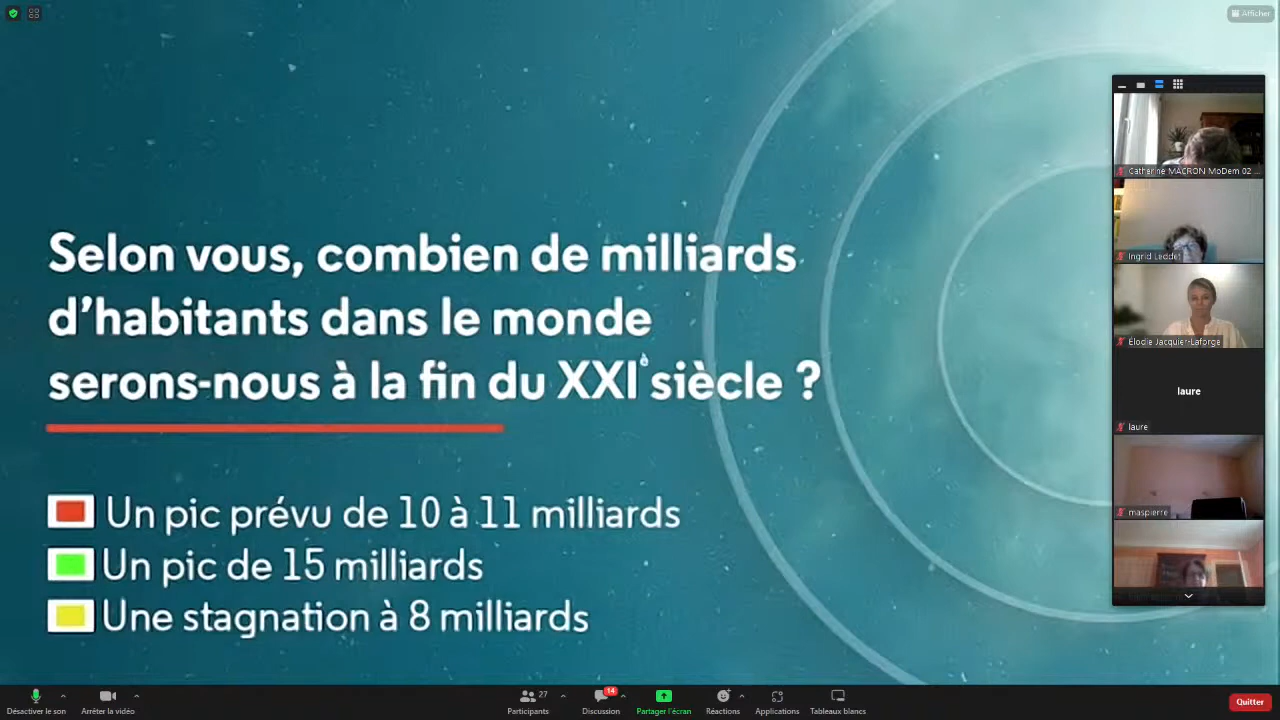 Afficher
Selon vous, combien de milliards
d'habitants dans le monde
serons-nous à la fin du XXIe siècle ?
Un pic prévu de 10 à 11 milliards
Un pic de 15 milliards
Une stagnation à 8 milliards
Catherine MACRON MoDem 02 ...
Ingrid Leddet
Élodie Jacquier-Laforge
laure
laure
maspierre
Désactiver le son
Arrêter la vidéo
27
Participants
14
Discussion
Partager l'écran
Réactions
Applications
Tableaux blancs
Quitter